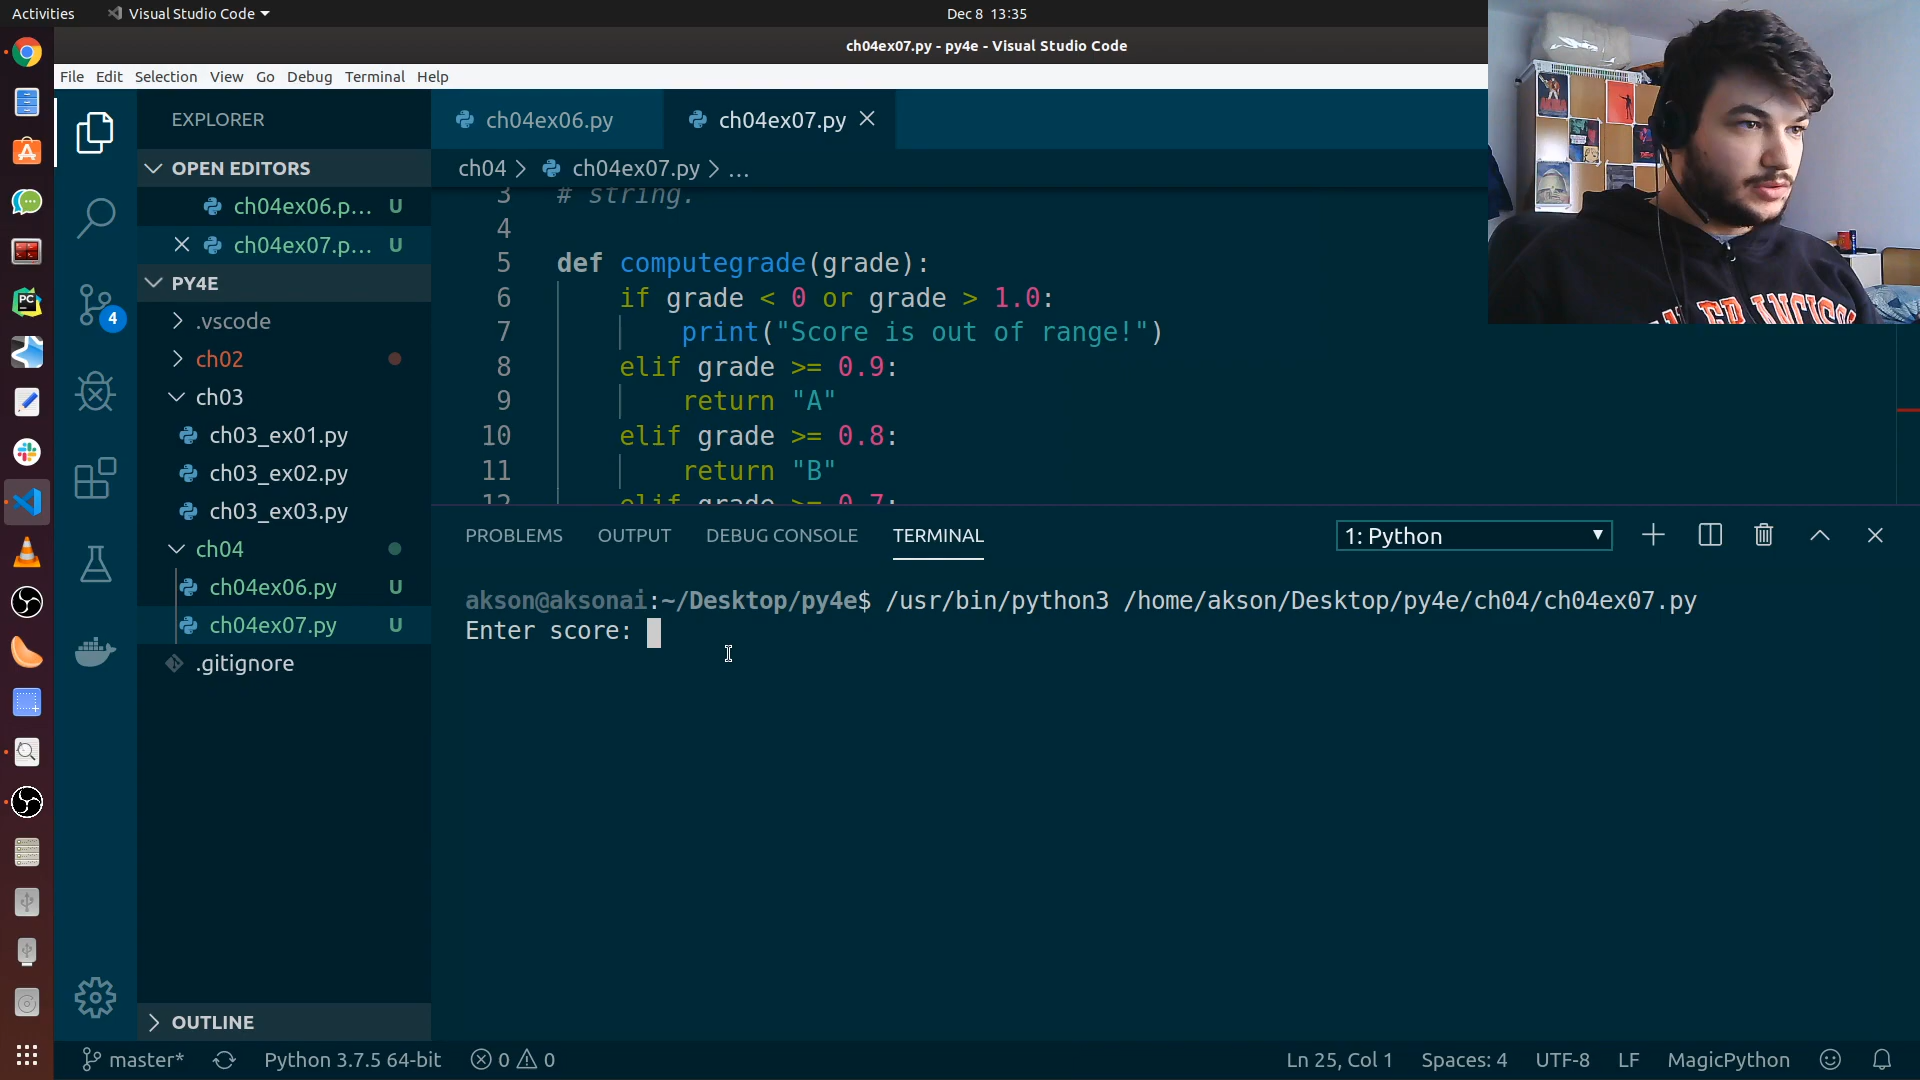 Activities
Visual Studio Code
Dec 8 13:35
ch04ex07.py - py4e - Visual Studio Code
File Edit Selection View Go Debug Terminal Help
EXPLORER
OPEN EDITORS
ch04ex06.p... U
ch04ex07.p... U
PY4E
.vscode
ch02
ch03
ch03_ex01.py
ch03_ex02.py
ch03_ex03.py
ch04
ch04ex06.py U
ch04ex07.py U
.gitignore
OUTLINE
4
PC
ch04ex06.py
ch04ex07.py
ch04 > ch04ex07.py > ...
3 # string.
4
5 def computegrade(grade):
6 if grade < 0 or grade > 1.0:
7 print("Score is out of range!")
8 elif grade >= 0.9:
9 return "A"
10 elif grade >= 0.8:
11 return "B"
12 elif grade >= 0.7:
PROBLEMS OUTPUT DEBUG CONSOLE TERMINAL
1: Python
akson@aksonai:~/Desktop/py4e$ /usr/bin/python3 /home/akson/Desktop/py4e/ch04/ch04ex07.py
Enter score:
master* Python 3.7.5 64-bit 0 0
Ln 25, Col 1 Spaces: 4 UTF-8 LF MagicPython